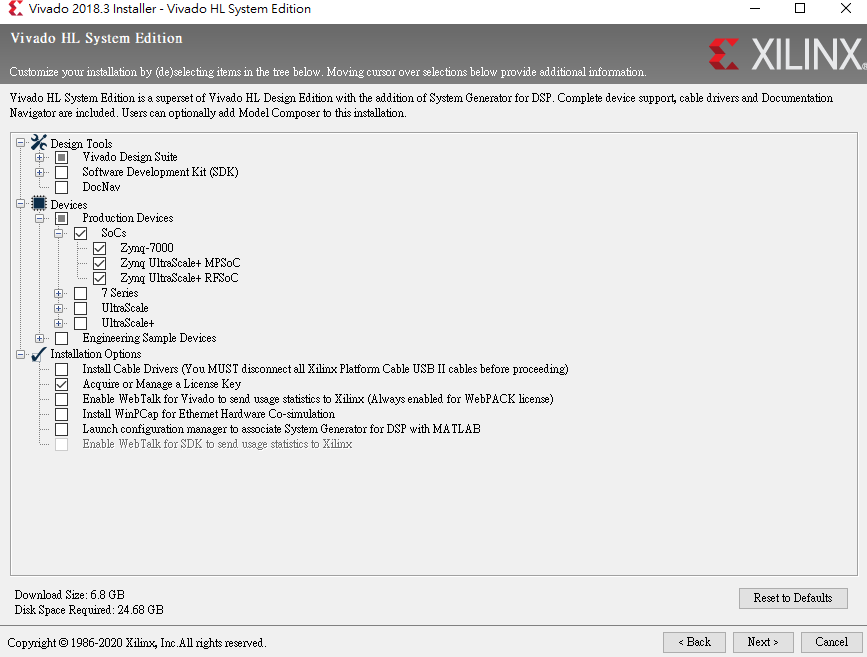 Vivado 2018.3 Installer - Vivado HL System Edition
Vivado HL System Edition
XILINX
Customize your installation by (de)selecting items in the tree below. Moving cursor over selections below provide additional information.
Vivado HL System Edition is a superset of Vivado HL Design Edition with the addition of System Generator for DSP. Complete device support, cable drivers and Documentation
Navigator are included. Users can optionally add Model Composer to this installation.
Design Tools
Vivado Design Suite
Software Development Kit (SDK)
DocNav
Devices
Production Devices
SoCs
Zynq-7000
Zynq UltraScale+ MPSoC
Zynq UltraScale+ RFSoC
7 Series
UltraScale
UltraScale+
Engineering Sample Devices
Installation Options
Install Cable Drivers (You MUST disconnect all Xilinx Platform Cable USB II cables before proceeding)
Acquire or Manage a License Key
Enable WebTalk for Vivado to send usage statistics to Xilinx (Always enabled for WebPACK license)
Install WinPCap for Ethernet Hardware Co-simulation
Launch configuration manager to associate System Generator for DSP with MATLAB
Enable WebTalk for SDK to send usage statistics to Xilinx
Download Size: 6.8 GB
Disk Space Required: 24.68 GB
Reset to Defaults
Copyright © 1986-2020 Xilinx, Inc.All rights reserved.
< Back
Next >
Cancel